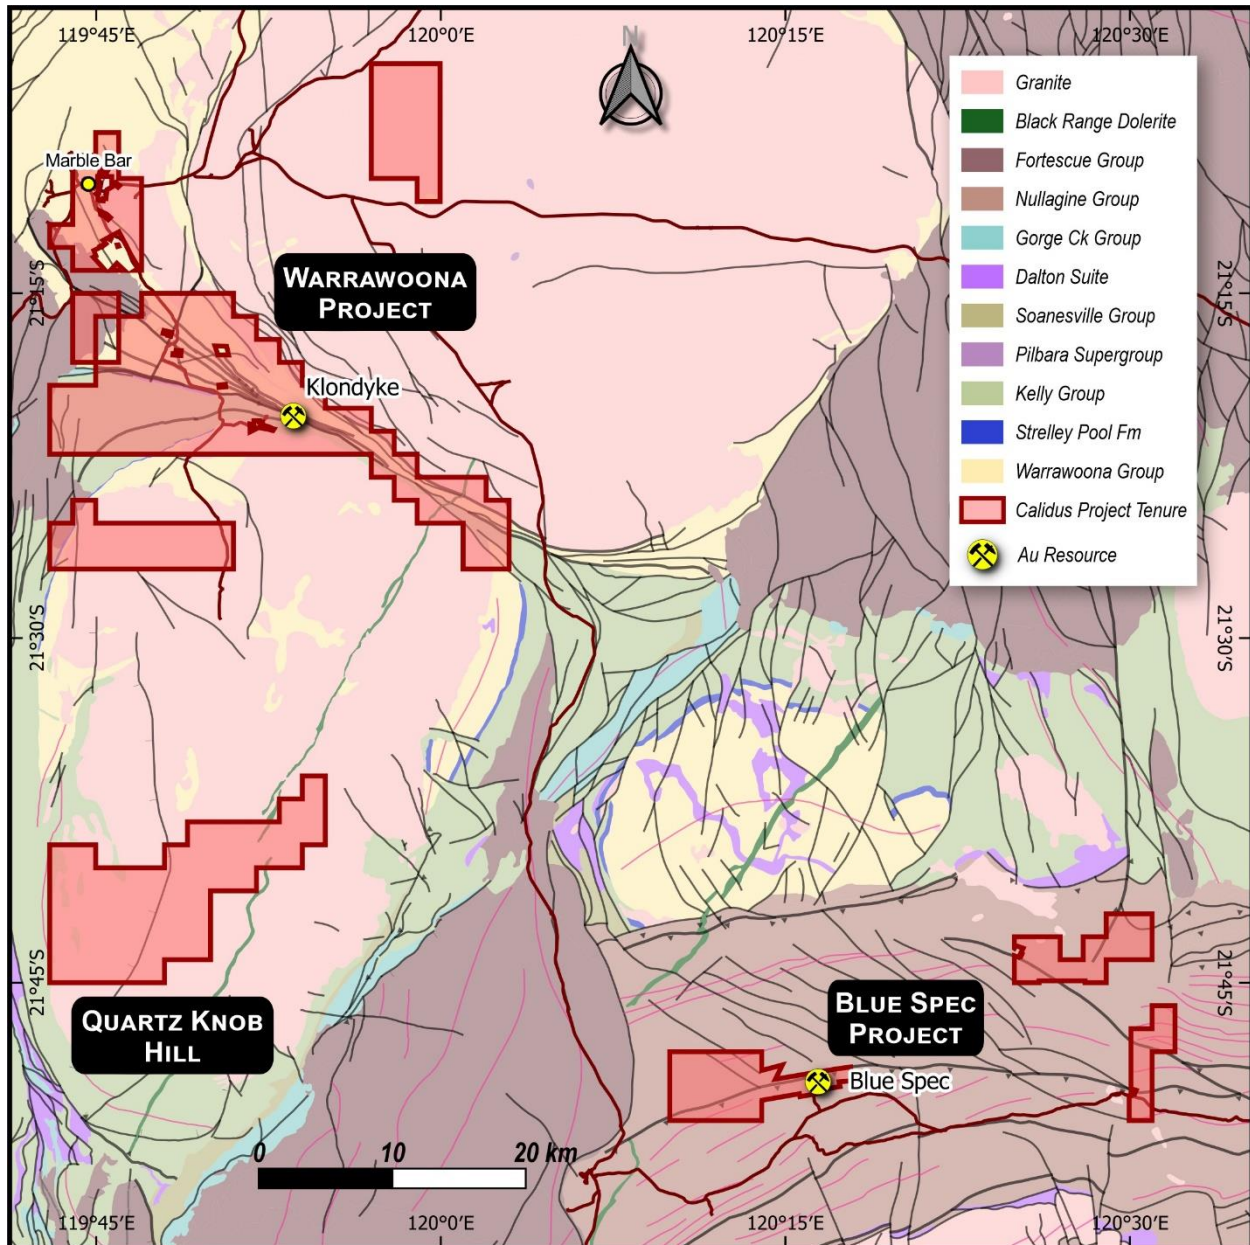 119°45′E
120°0′E
120°15′E
120°30′E
N
Granite
Black Range Dolerite
Fortescue Group
Nullagine Group
Gorge Ck Group
Dalton Suite
Soanesville Group
Pilbara Supergroup
Kelly Group
Strelley Pool Fm
Warrawoona Group
Calidus Project Tenure
Au Resource
Marble Bar
WARRAWOONA
PROJECT
21°15′S
21°15′S
Klondyke
21°30′S
21°30′S
21°45′S
21°45′S
QUARTZ KNOB
HILL
BLUE SPEC
PROJECT
Blue Spec
0 10 20 km
119°45′E
120°0′E
120°15′E
120°30′E